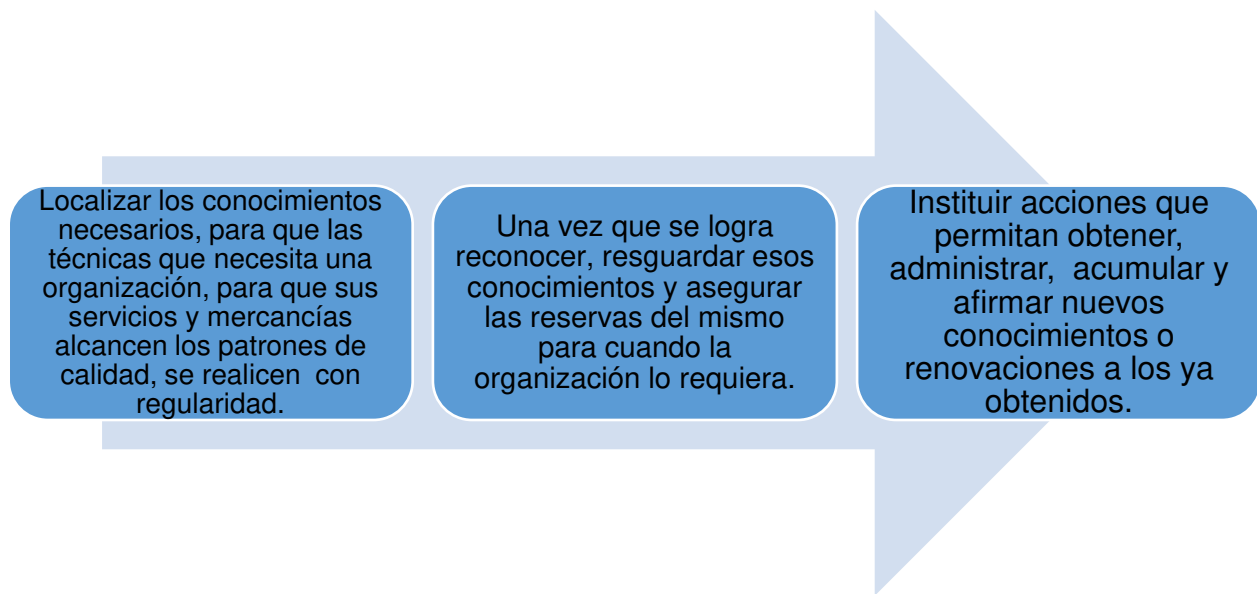 Localizar los conocimientos
necesarios, para que las
técnicas que necesita una
organización, para que sus
servicios y mercancías
alcancen los patrones de
calidad, se realicen  con
regularidad.
Una vez que se logra
reconocer, resguardar esos
conocimientos y asegurar
las reservas del mismo
para cuando la
organización lo requiera.
Instituir acciones que
permitan obtener,
administrar,  acumular y
afirmar nuevos
conocimientos o
renovaciones a los ya
obtenidos.